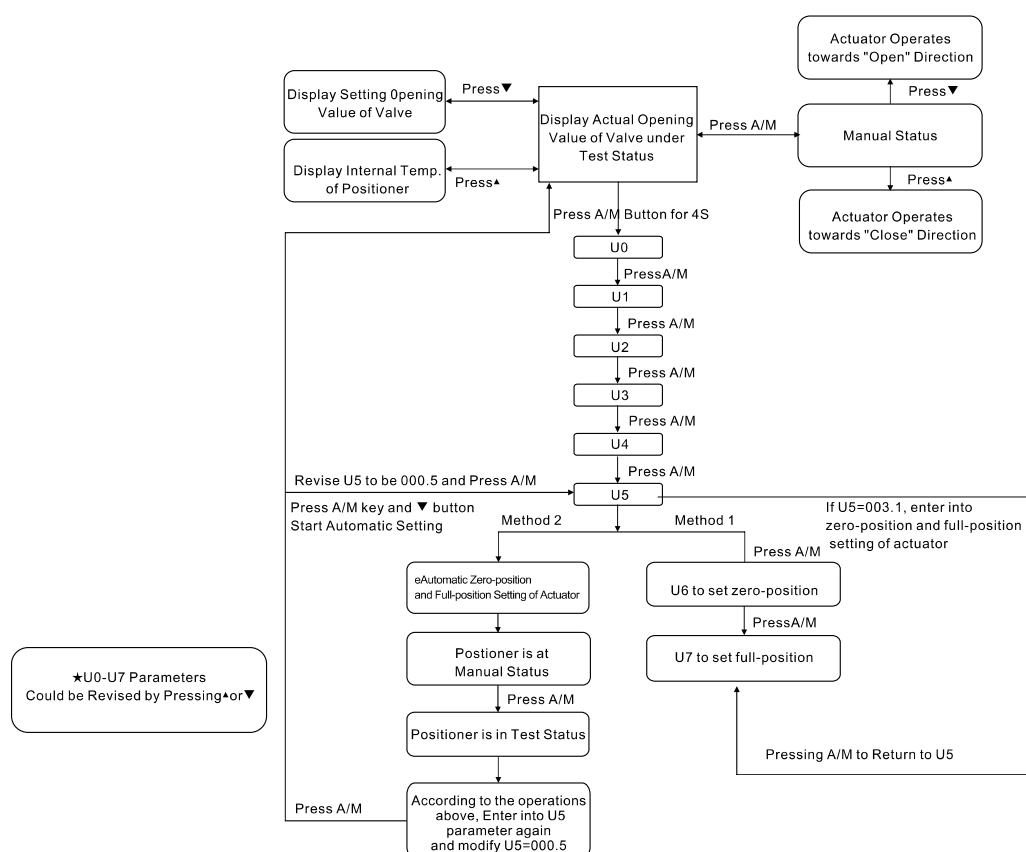 Actuator Operates
towards "Open" Direction
Press▼
Display Setting 0pening
Value of Valve
Press▼
Display Actual Opening
Value of Valve under
Test Status
Press A/M
Manual Status
Display Internal Temp.
of Positioner
Press▲
Press▲
Actuator Operates
towards "Close" Direction
Press A/M Button for 4S
U0
PressA/M
U1
Press A/M
U2
Press A/M
U3
Press A/M
U4
Press A/M
Revise U5 to be 000.5 and Press A/M
U5
Press A/M key and ▼ button
Start Automatic Setting
If U5=003.1, enter into
zero-position and full-position
setting of actuator
Method 2
Method 1
Press A/M
eAutomatic Zero-position
and Full-position Setting of Actuator
U6 to set zero-position
PressA/M
Postioner is at
Manual Status
U7 to set full-position
★U0-U7 Parameters
Could be Revised by Pressing▲or▼
Press A/M
Positioner is in Test Status
Pressing A/M to Return to U5
Press A/M
According to the operations
above, Enter into U5
parameter again
and modify U5=000.5